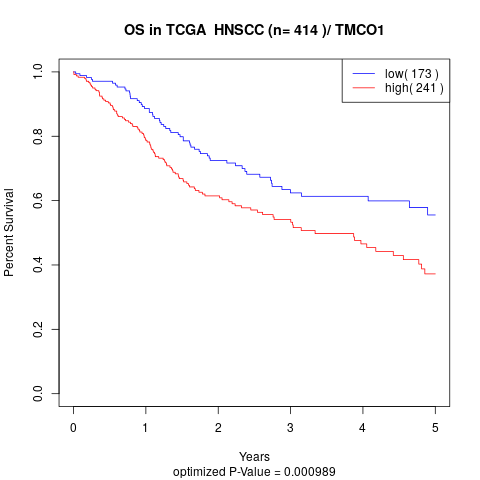 OS in TCGA  HNSCC (n= 414 )/ TMCO1
low( 173 )
high( 241 )
1.0
0.8
0.6
0.4
0.2
0.0
Percent Survival
0 1 2 3 4 5
Years
optimized P-Value = 0.000989